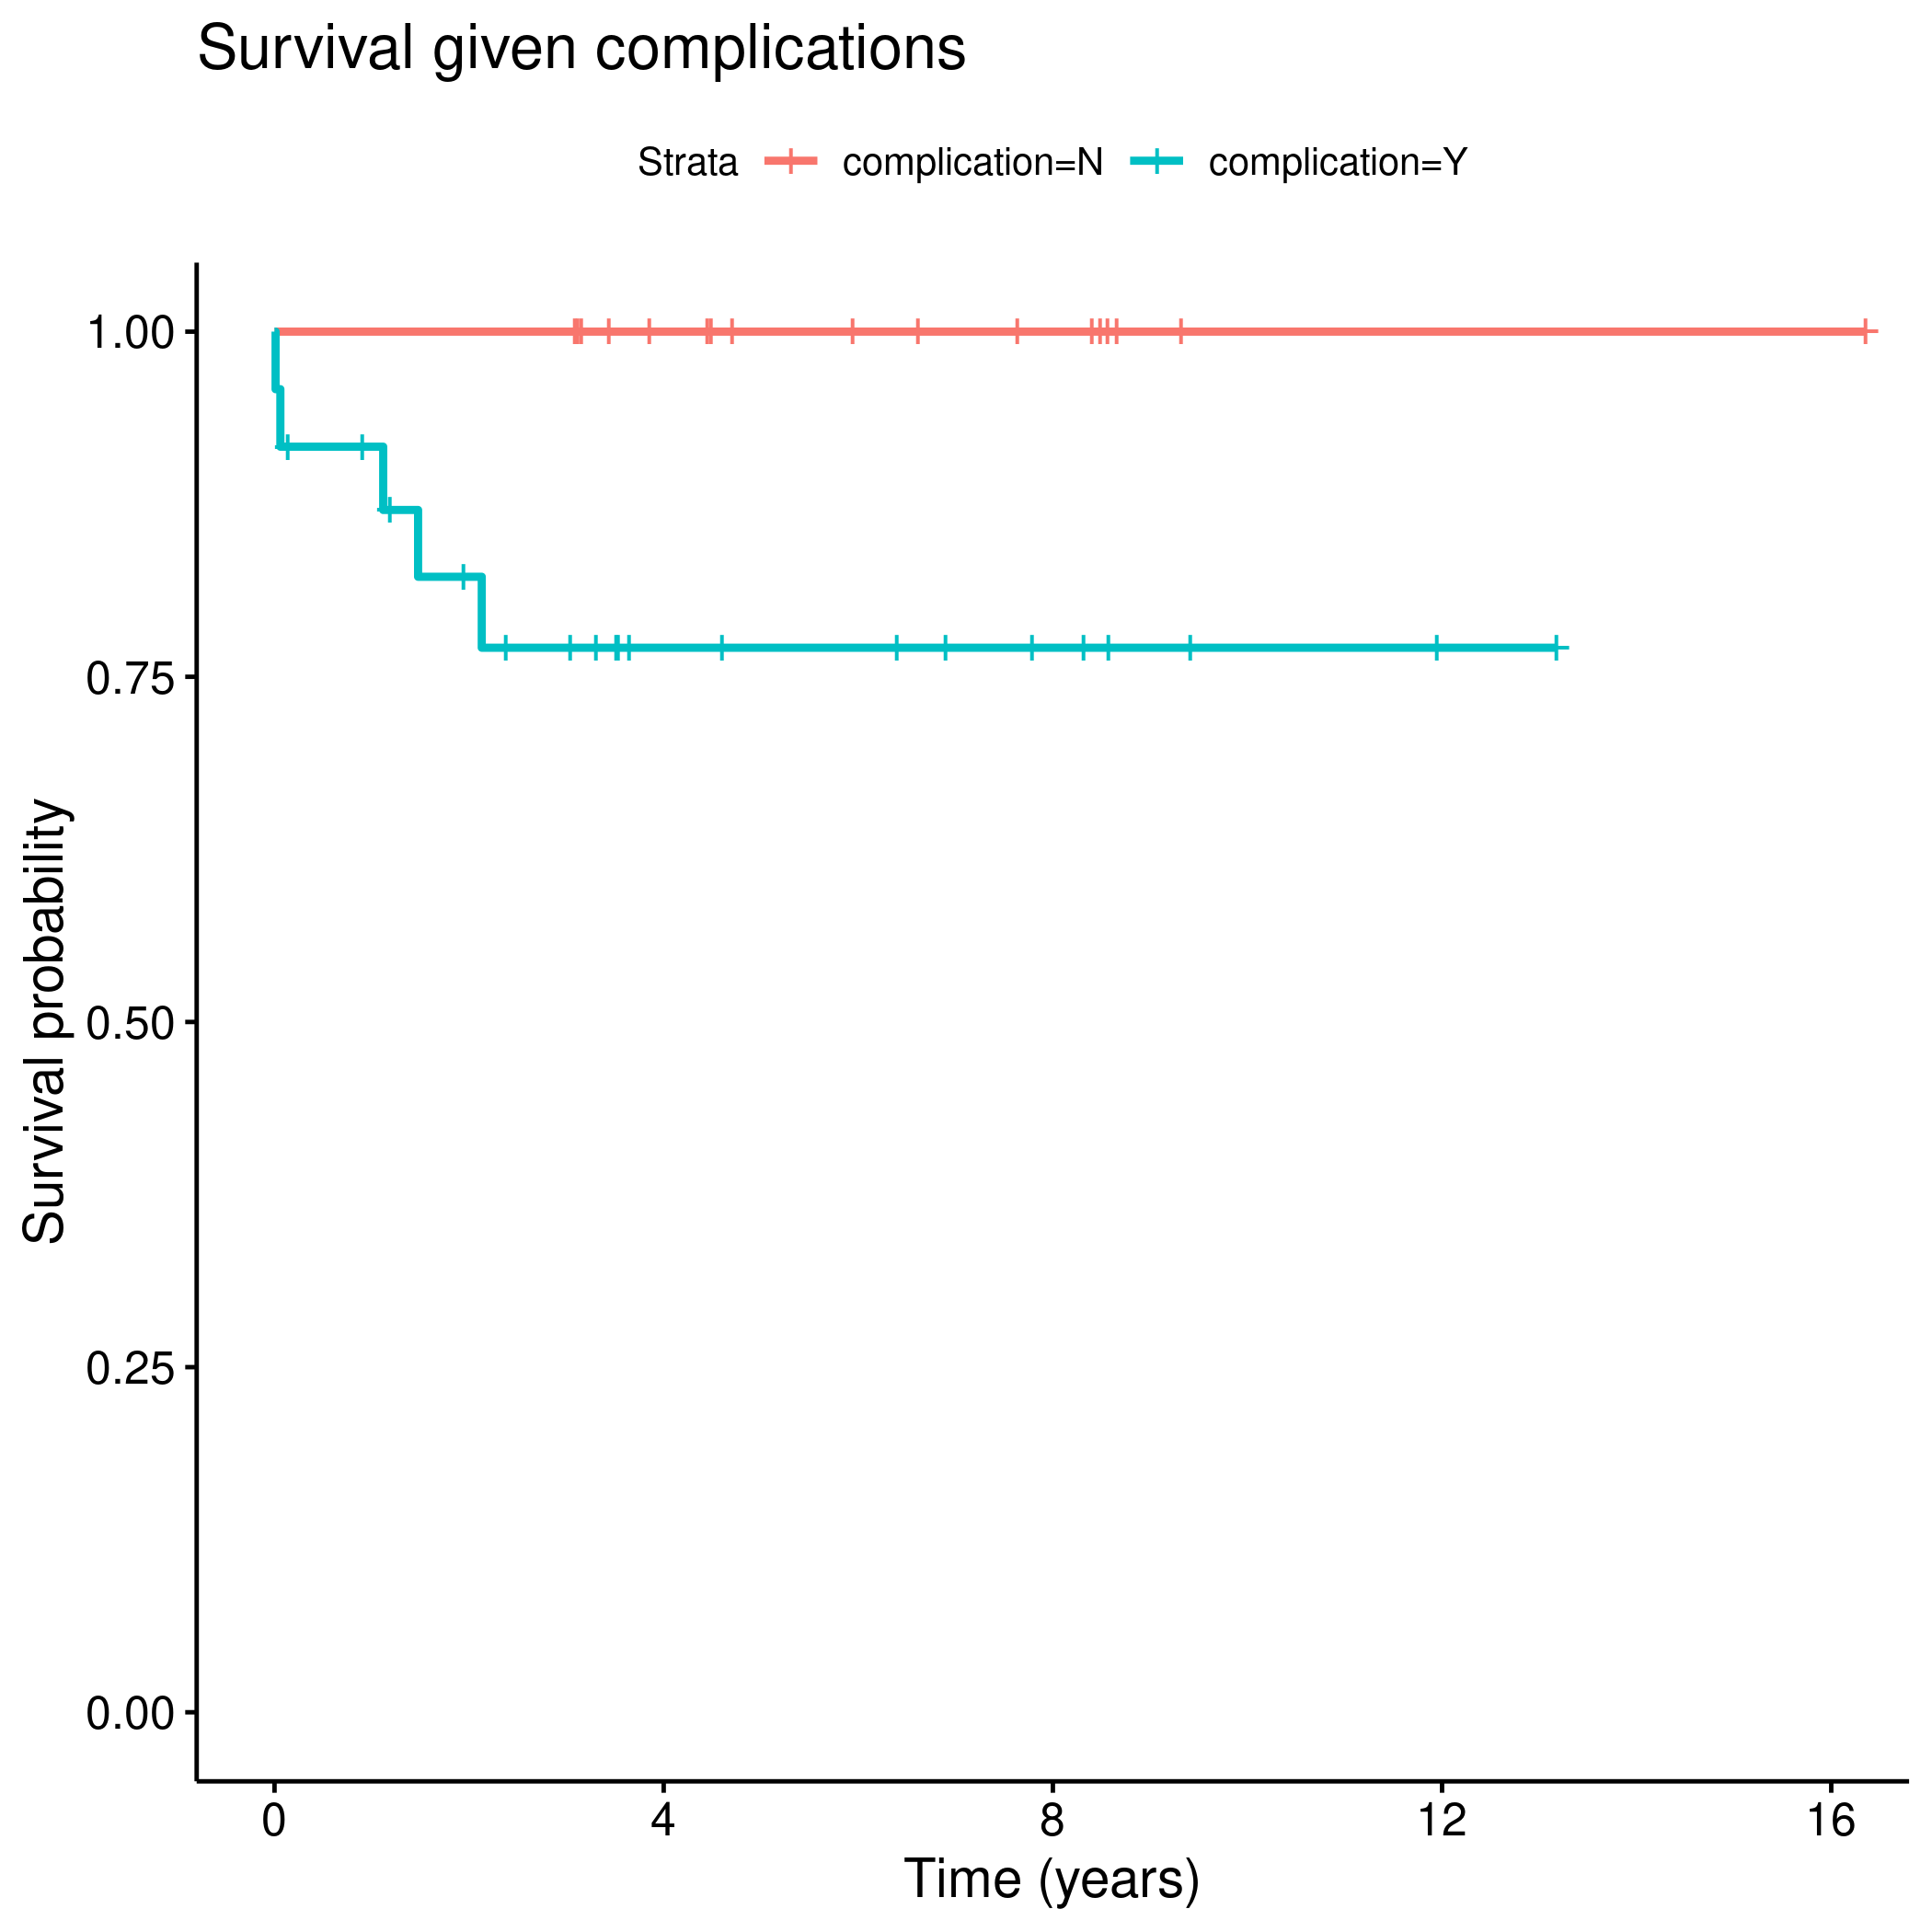 Survival given complications
Strata complication=N complication=Y
1.00
0.75
0.50
0.25
0.00
Survival probability
0 4 8 12 16
Time (years)